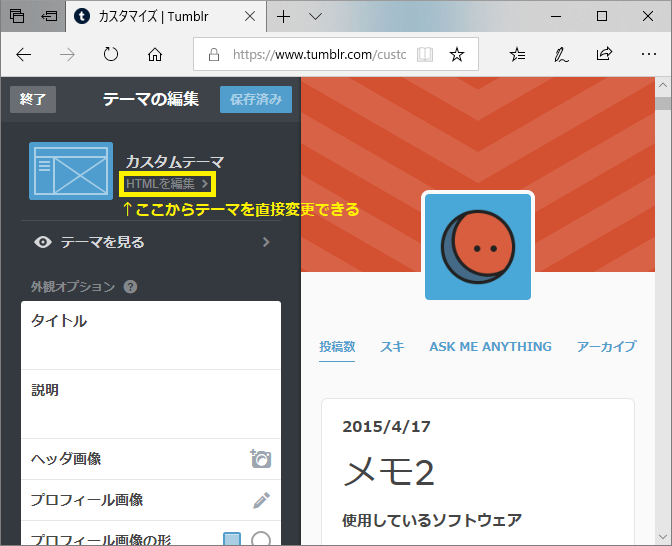 カスタマイズ | Tumblr
https://www.tumblr.com/custo
終了
テーマの編集
保存済み
カスタムテーマ
HTMLを編集
↑ここからテーマを直接変更できる
テーマを見る
外観オプション ?
タイトル
説明
ヘッダ画像
プロフィール画像
プロフィール画像の形
投稿数 スキ ASK ME ANYTHING アーカイブ
2015/4/17
メモ2
使用しているソフトウェア